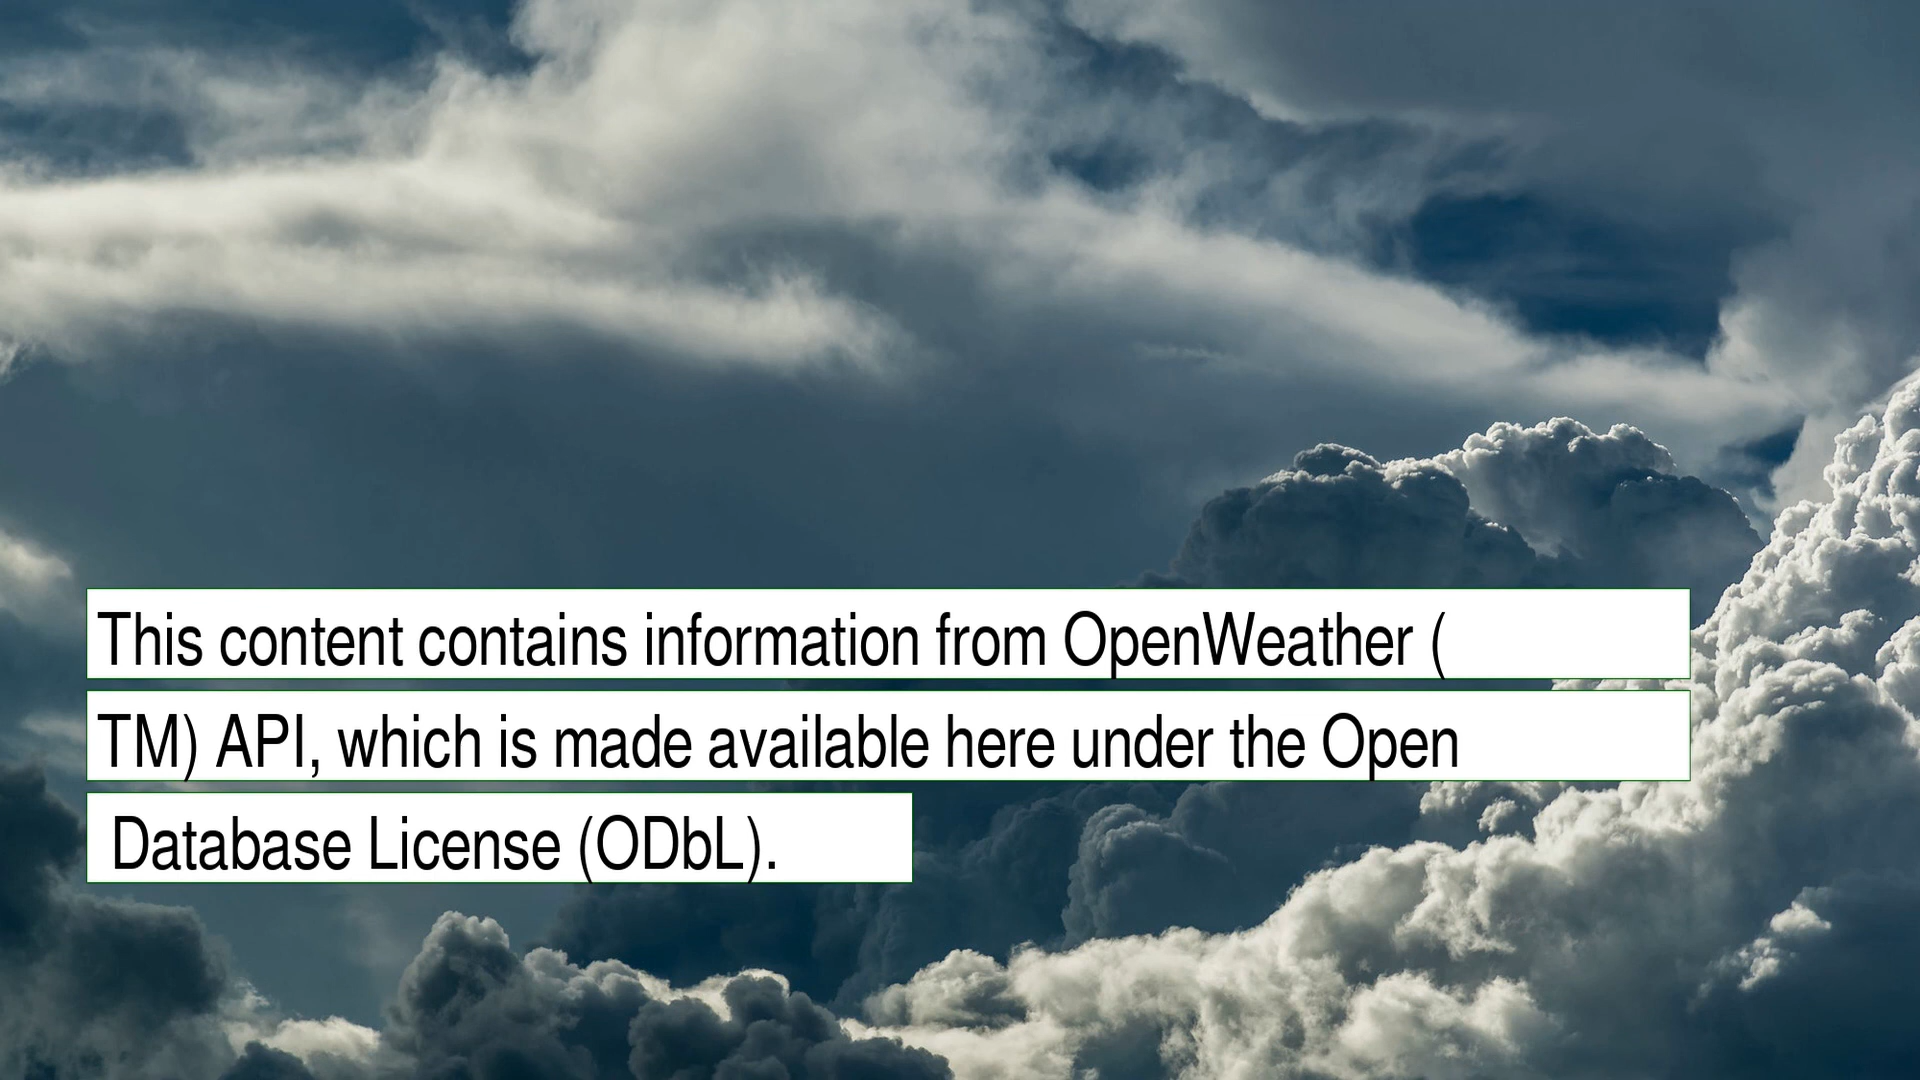 This content contains information from OpenWeather (
TM) API, which is made available here under the Open
Database License (ODbL).